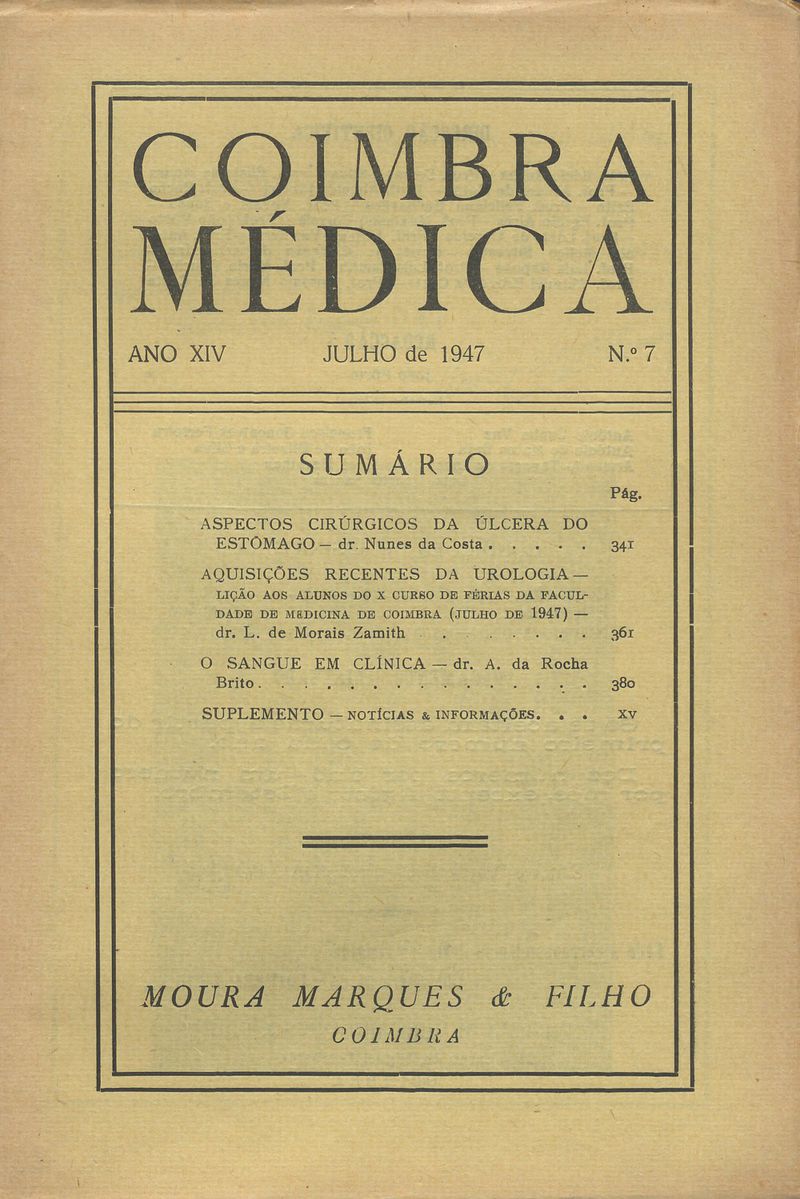 COIMBRA
MÉDICA
ANO XIV JULHO de 1947 N.º 7
SUMÁRIO
Pág.
ASPECTOS CIRÚRGICOS DA ÚLCERA DO
ESTÔMAGO — dr. Nunes da Costa . . . . . 341
AQUISIÇÕES RECENTES DA UROLOGIA —
LIÇÃO AOS ALUNOS DO X CURSO DE FÉRIAS DA FACUL-
DADE DE MEDICINA DE COIMBRA (JULHO DE 1947) —
dr. L. de Morais Zamith . . . . . . 361
O SANGUE EM CLÍNICA — dr. A. da Rocha
Brito . . . . . . . . . . . . . . . 380
SUPLEMENTO — NOTÍCIAS & INFORMAÇÕES. . . XV
MOURA MARQUES & FILHO
COIMBRA